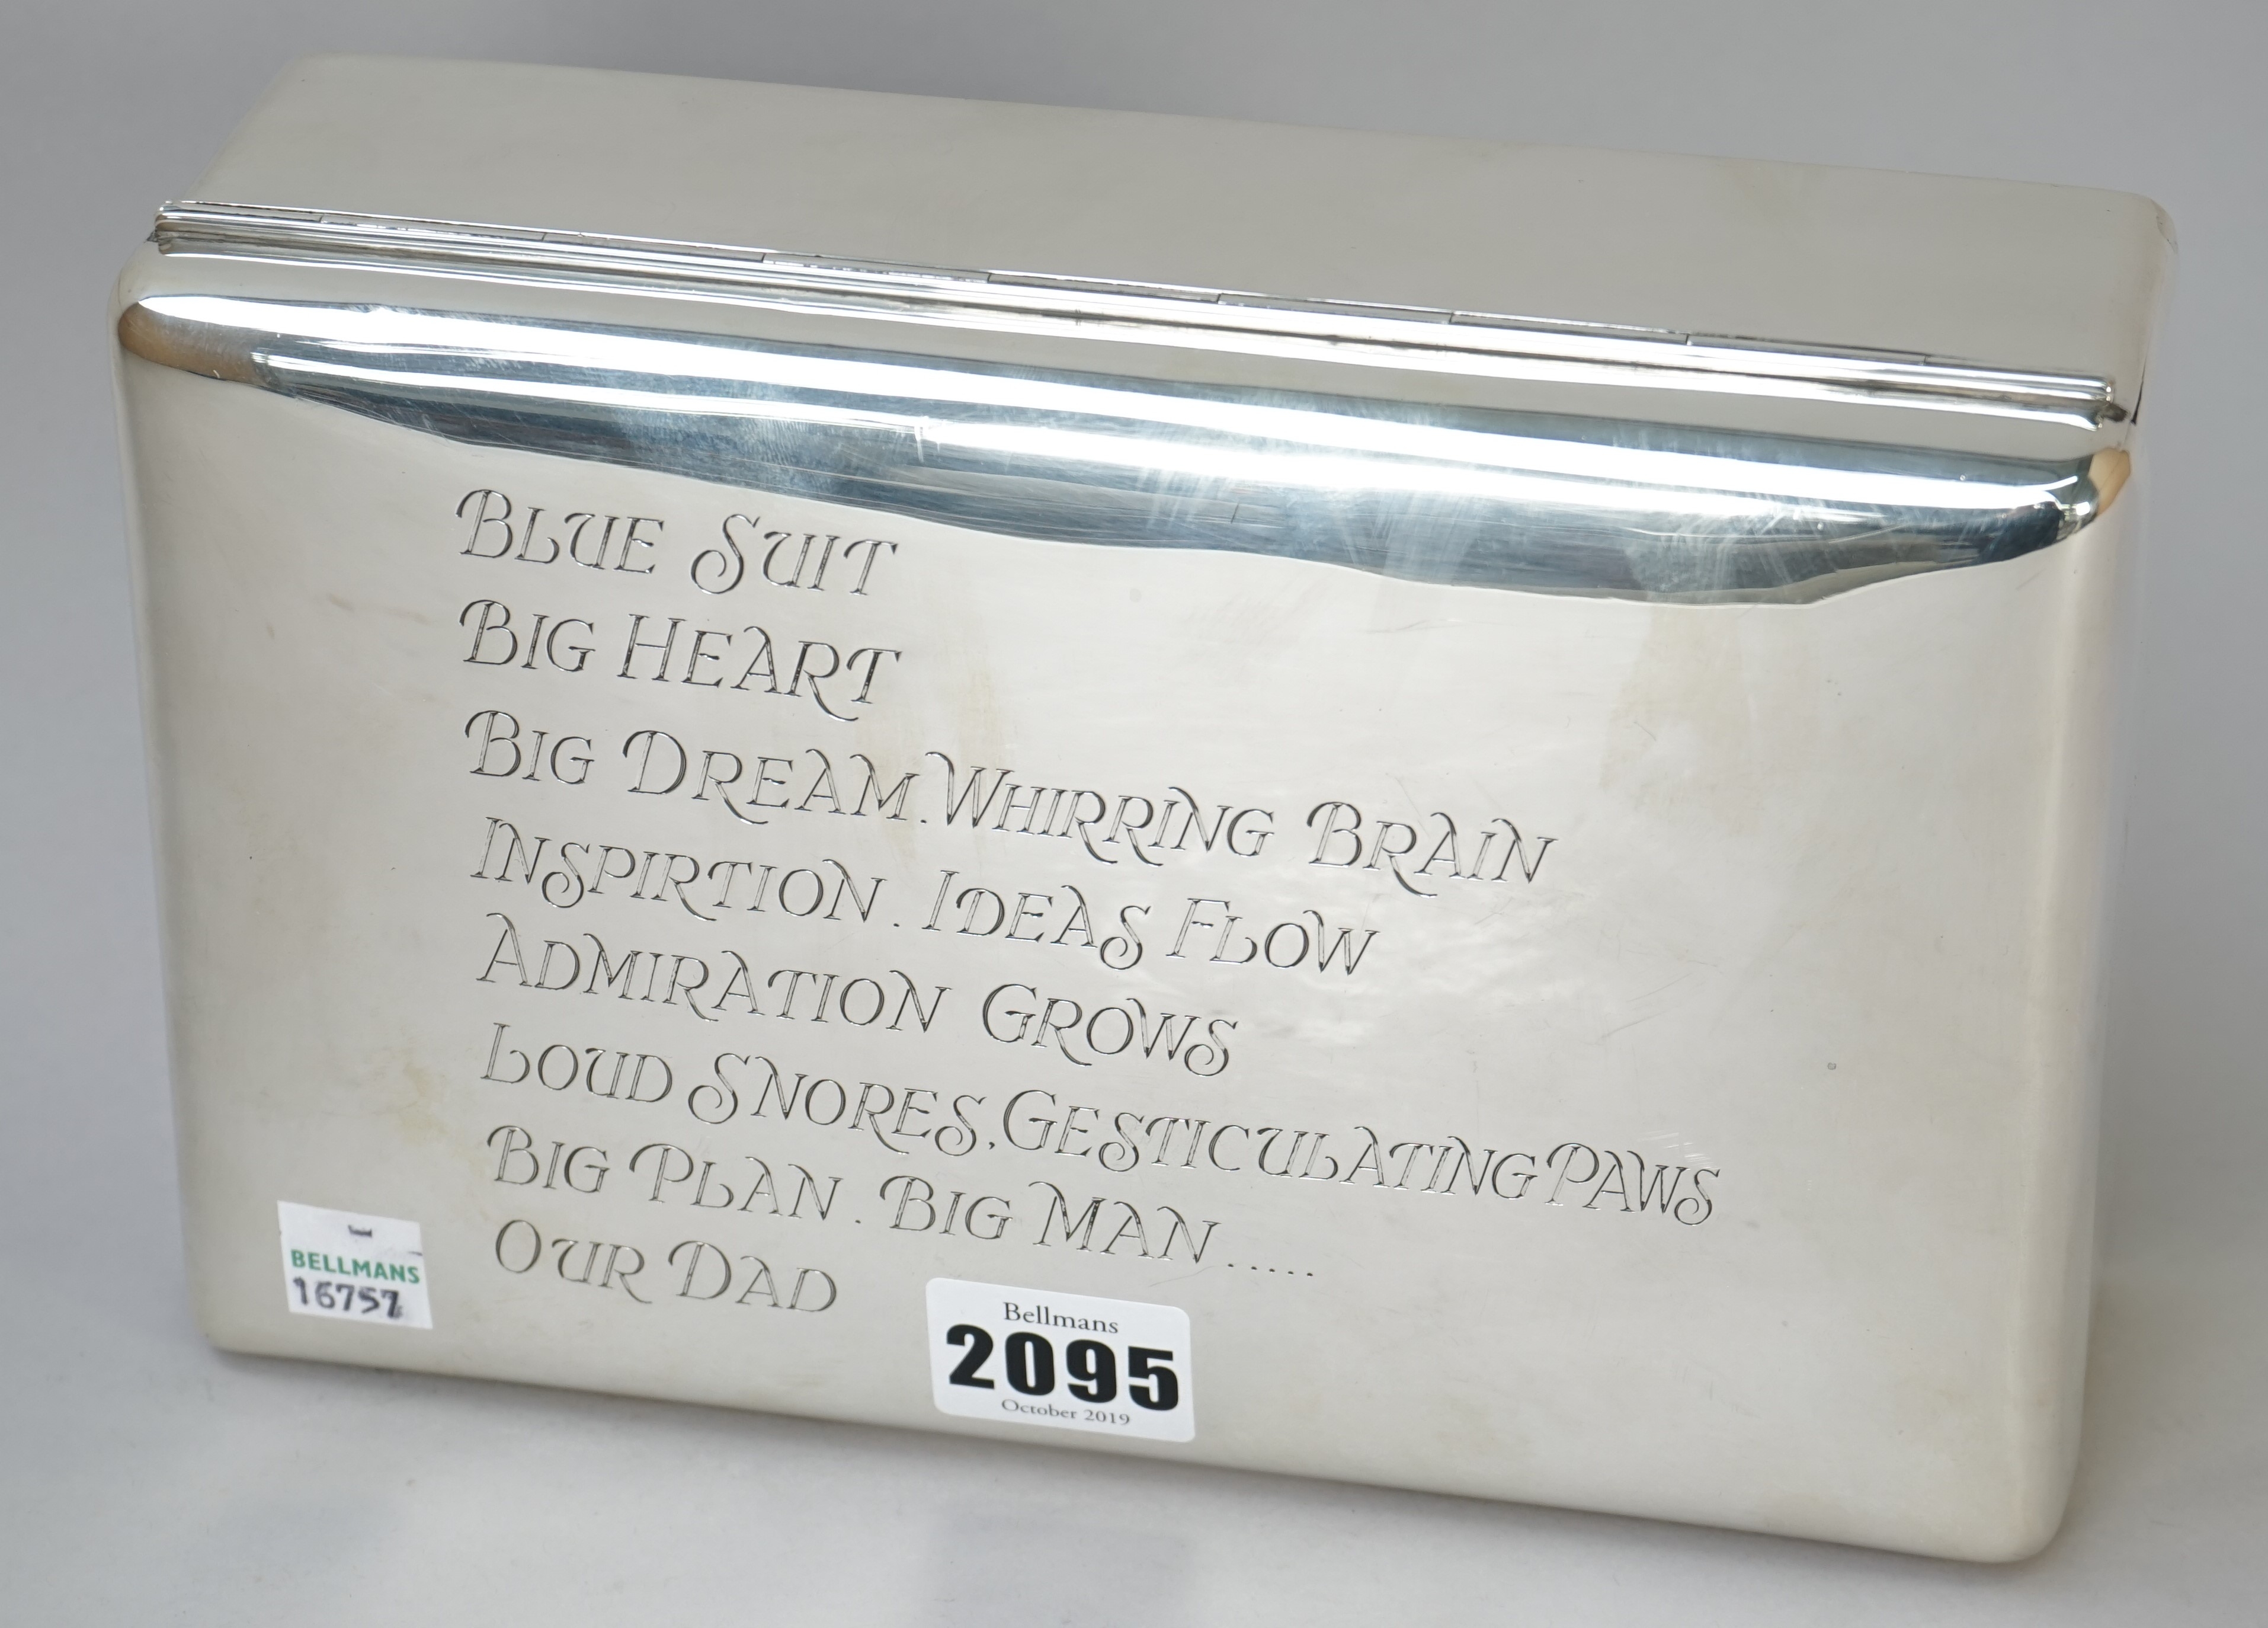 BLUE SUIT
BIG HEART
BIG DREAM. WHIRRING BRAIN
INSPIRTION. IDEAS FLOW
ADMIRATION GROWS
LOUD SNORES, GESTICULATING PAWS
BIG PLAN. BIG MAN.....
OUR DAD
BELLMANS
16757
Bellmans
2095
October 2019